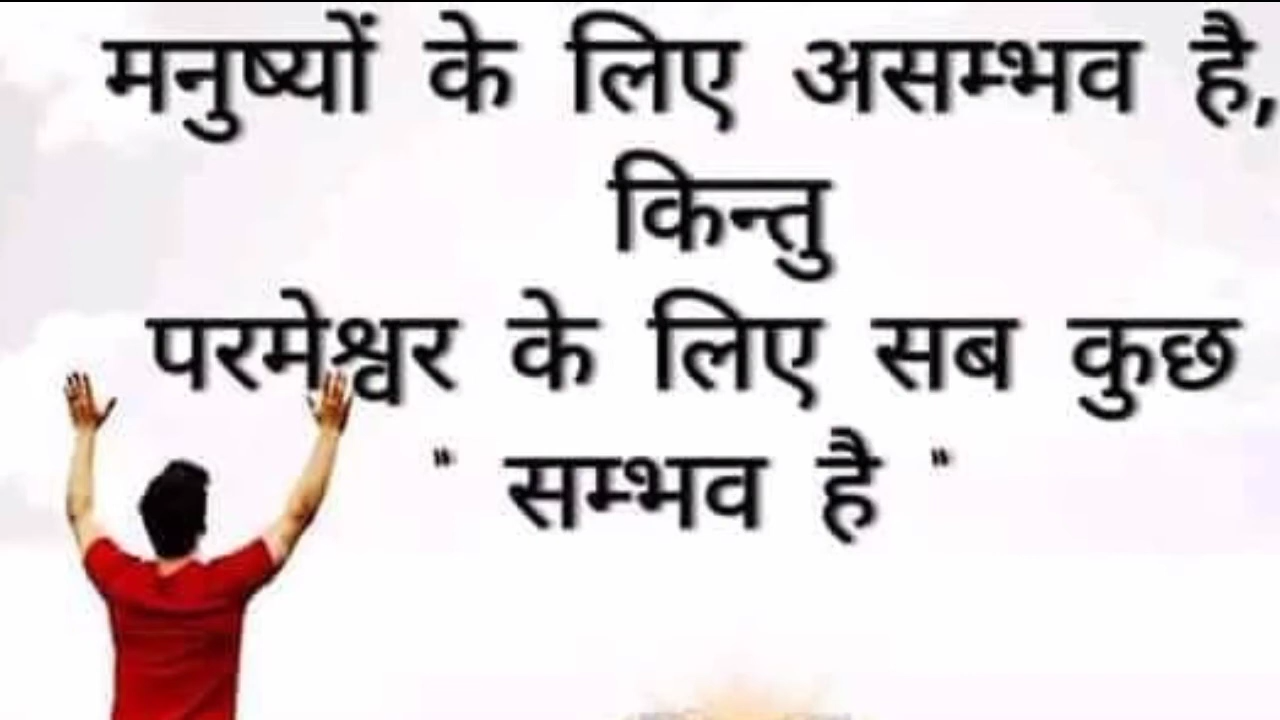 मनुष्यों के लिए असम्भव है,
किन्तु
परमेश्वर के लिए सब कुछ
" सम्भव है "